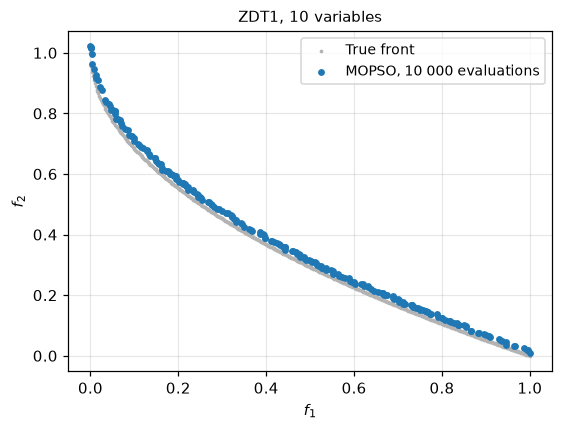 ZDT1, 10 variables
True front
MOPSO, 10 000 evaluations
1.0
0.8
0.6
0.4
0.2
0.0
f₂
0.0 0.2 0.4 0.6 0.8 1.0
f₁